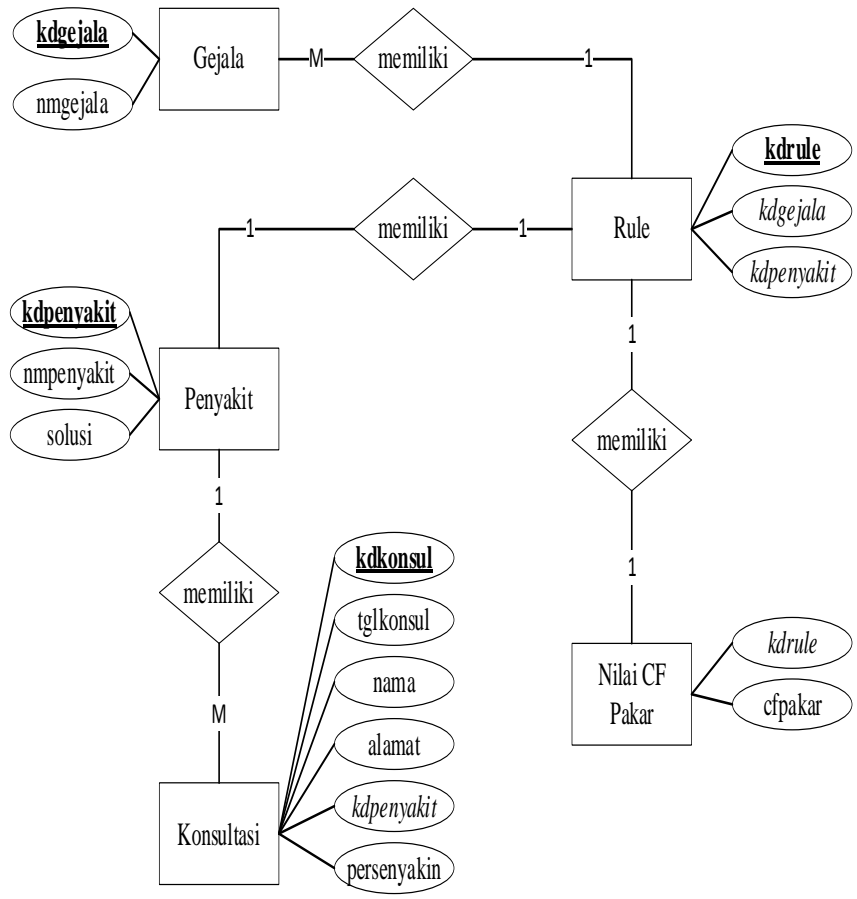 kdgejala
nmgejala
Gejala
M
memiliki
1
kdrule
kdgejala
kdpenyakit
Rule
1
memiliki
1
kdpenyakit
nmpenyakit
solusi
Penyakit
1
memiliki
1
1
memiliki
M
kdkonsul
tglkonsul
nama
alamat
kdpenyakit
persenyakin
Konsultasi
Nilai CF
Pakar
kdrule
cfpakar